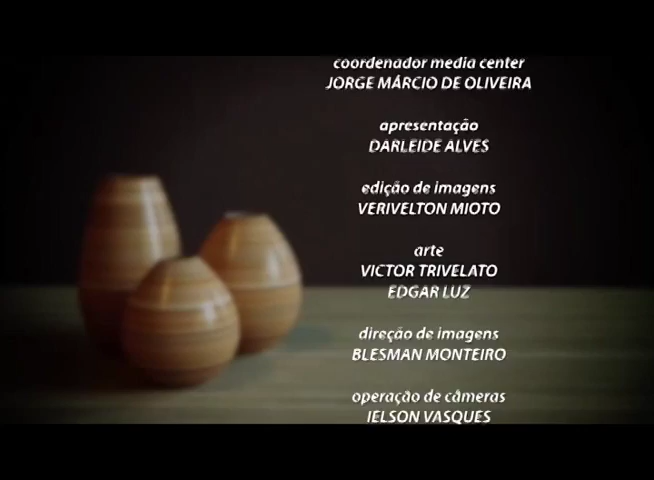 coordenador media center
JORGE MÁRCIO DE OLIVEIRA
apresentação
DARLEIDE ALVES
edição de imagens
VERIVELTON MIOTO
arte
VICTOR TRIVELATO
EDGAR LUZ
direção de imagens
BLESMAN MONTEIRO
operação de câmeras
IELSON VASQUES